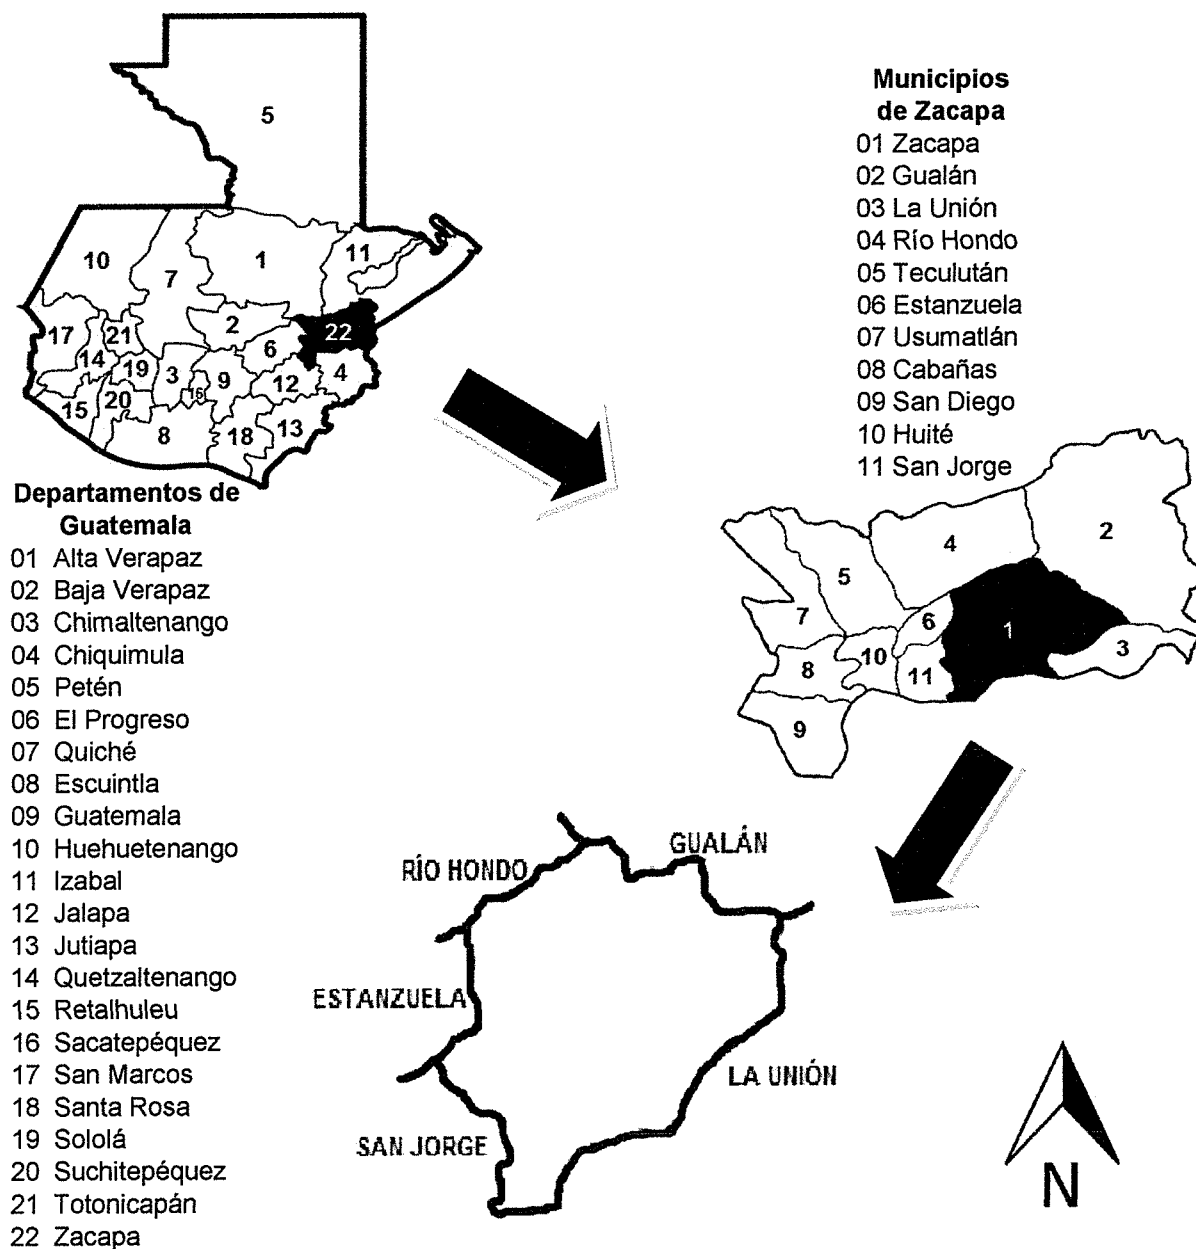 5
10
7
1
11
2
22
17
21
6
14
19
3
9
12
4
16
15
20
8
18
13
Departamentos de
Guatemala
01 Alta Verapaz
02 Baja Verapaz
03 Chimaltenango
04 Chiquimula
05 Petén
06 El Progreso
07 Quiché
08 Escuintla
09 Guatemala
10 Huehuetenango
11 Izabal
12 Jalapa
13 Jutiapa
14 Quetzaltenango
15 Retalhuleu
16 Sacatepéquez
17 San Marcos
18 Santa Rosa
19 Sololá
20 Suchitepéquez
21 Totonicapán
22 Zacapa
Municipios
de Zacapa
01 Zacapa
02 Gualán
03 La Unión
04 Río Hondo
05 Teculután
06 Estanzuela
07 Usumatlán
08 Cabañas
09 San Diego
10 Huité
11 San Jorge
2
4
5
7
6
1
10
3
8
11
9
GUALÁN
RÍO HONDO
ESTANZUELA
LA UNIÓN
SAN JORGE
N